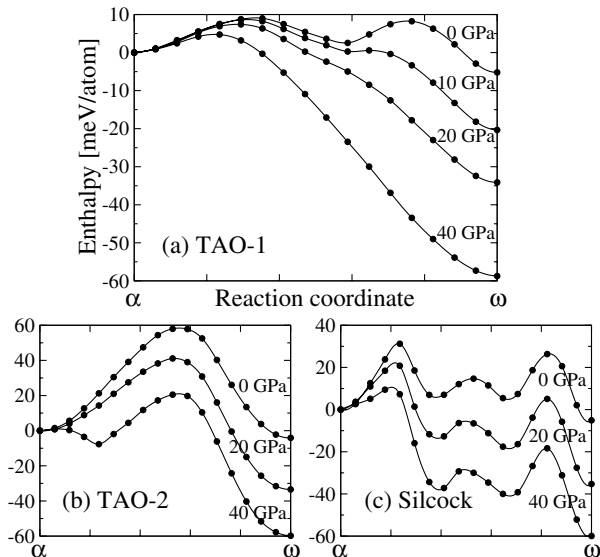 20
10
0
-10
-20
-30
-40
-50
-60
Enthalpy [meV/atom]
0 GPa
10 GPa
20 GPa
40 GPa
(a) TAO-1
α Reaction coordinate ω
60
40
20
0
-20
-40
-60
0 GPa
20 GPa
40 GPa
(b) TAO-2
α ω
40
20
0
-20
-40
-60
0 GPa
20 GPa
40 GPa
(c) Silcock
α ω